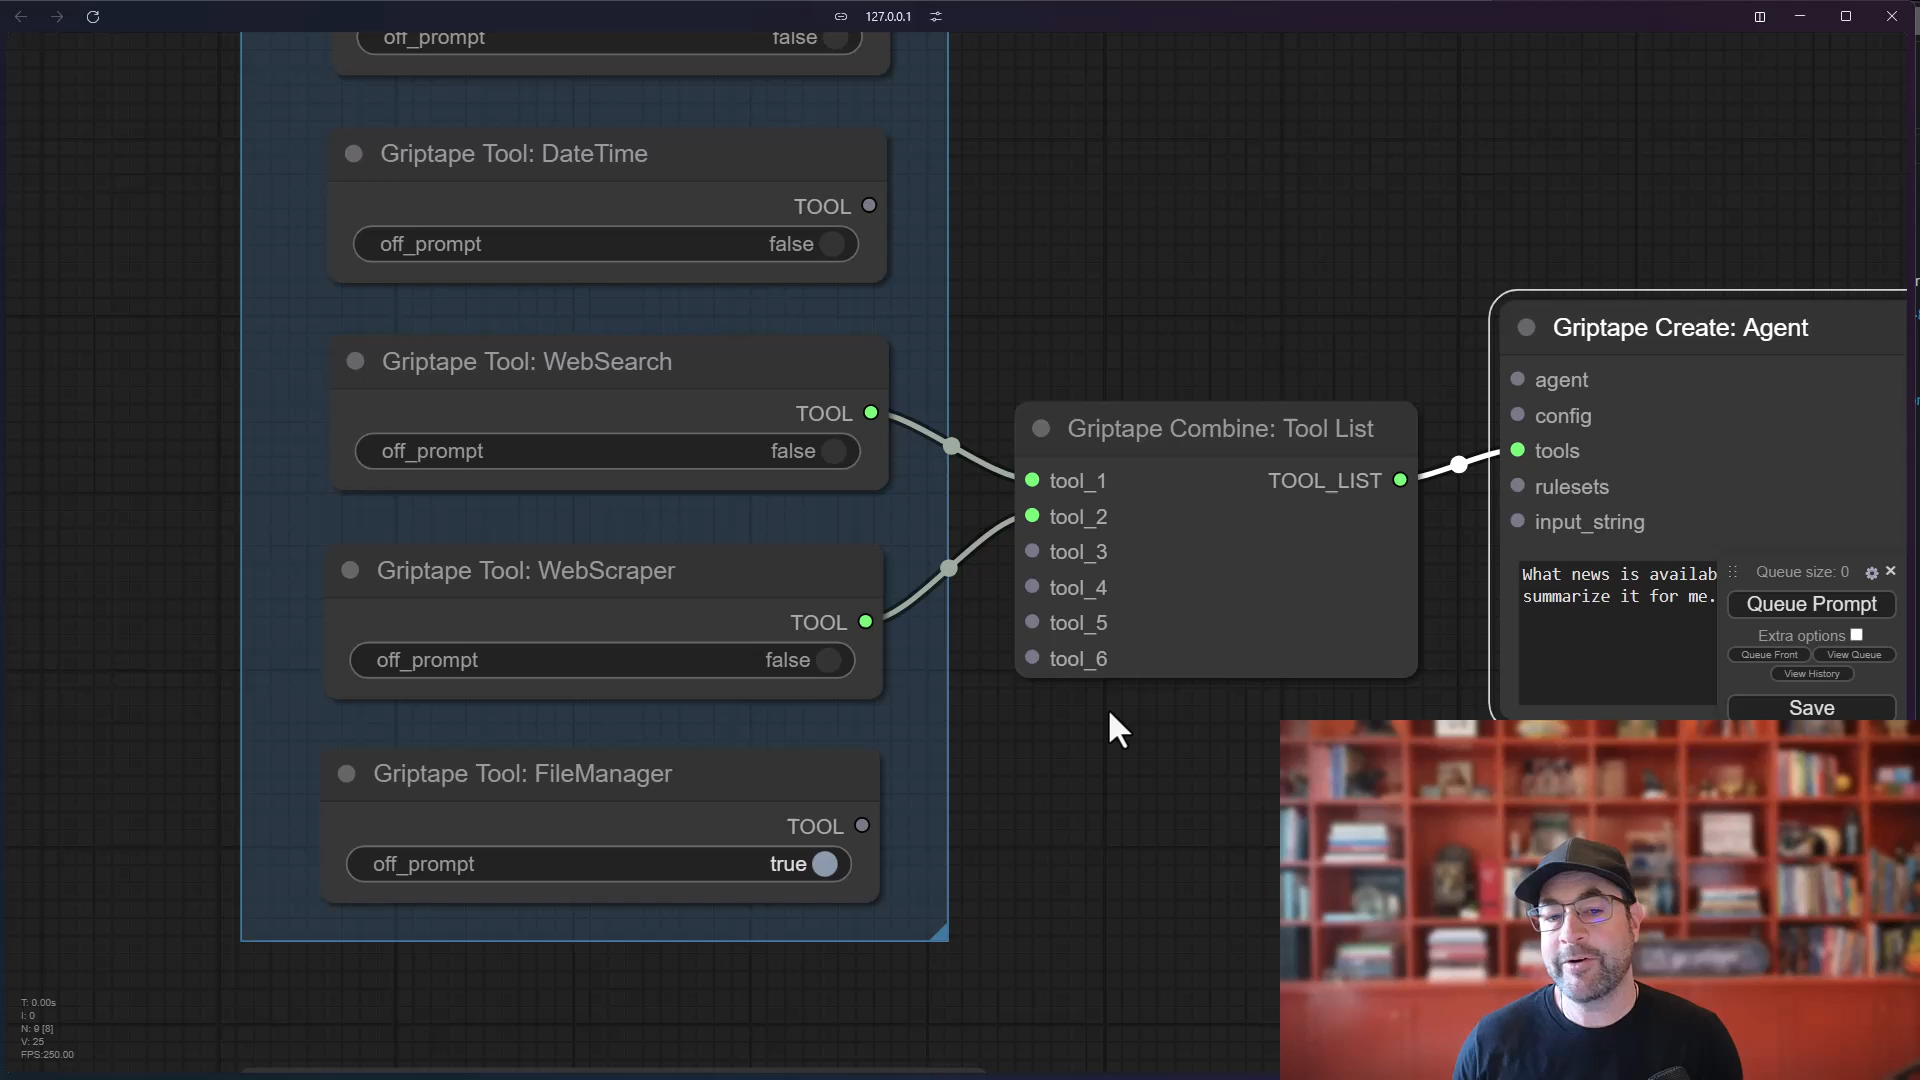 127.0.0.1
off_prompt false
Griptape Tool: DateTime
TOOL
off_prompt false
Griptape Tool: WebSearch
TOOL
off_prompt false
Griptape Tool: WebScraper
TOOL
off_prompt false
Griptape Tool: FileManager
TOOL
off_prompt true
Griptape Combine: Tool List
tool_1 TOOL_LIST
tool_2
tool_3
tool_4
tool_5
tool_6
Griptape Create: Agent
agent
config
tools
rulesets
input_string
What news is availab
summarize it for me.
Queue size: 0
Queue Prompt
Extra options
Queue Front View Queue
View History
Save
T: 0.00s
I: 0
N: 9 [8]
V: 25
FPS:250.00